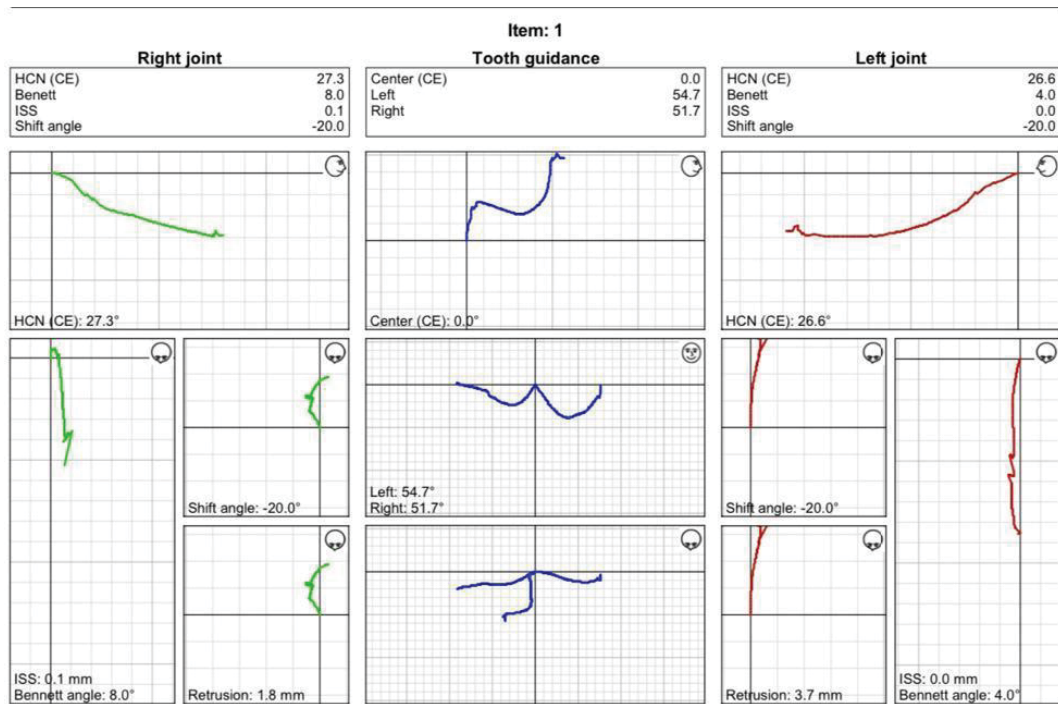 Item: 1
Right joint
HCN (CE) 27.3
Benett 8.0
ISS 0.1
Shift angle -20.0
Tooth guidance
Center (CE) 0.0
Left 54.7
Right 51.7
Left joint
HCN (CE) 26.6
Benett 4.0
ISS 0.0
Shift angle -20.0
HCN (CE): 27.3°
Center (CE): 0.0°
HCN (CE): 26.6°
ISS: 0.1 mm
Bennett angle: 8.0°
Shift angle: -20.0°
Retrusion: 1.8 mm
Left: 54.7°
Right: 51.7°
Shift angle: -20.0°
Retrusion: 3.7 mm
ISS: 0.0 mm
Bennett angle: 4.0°